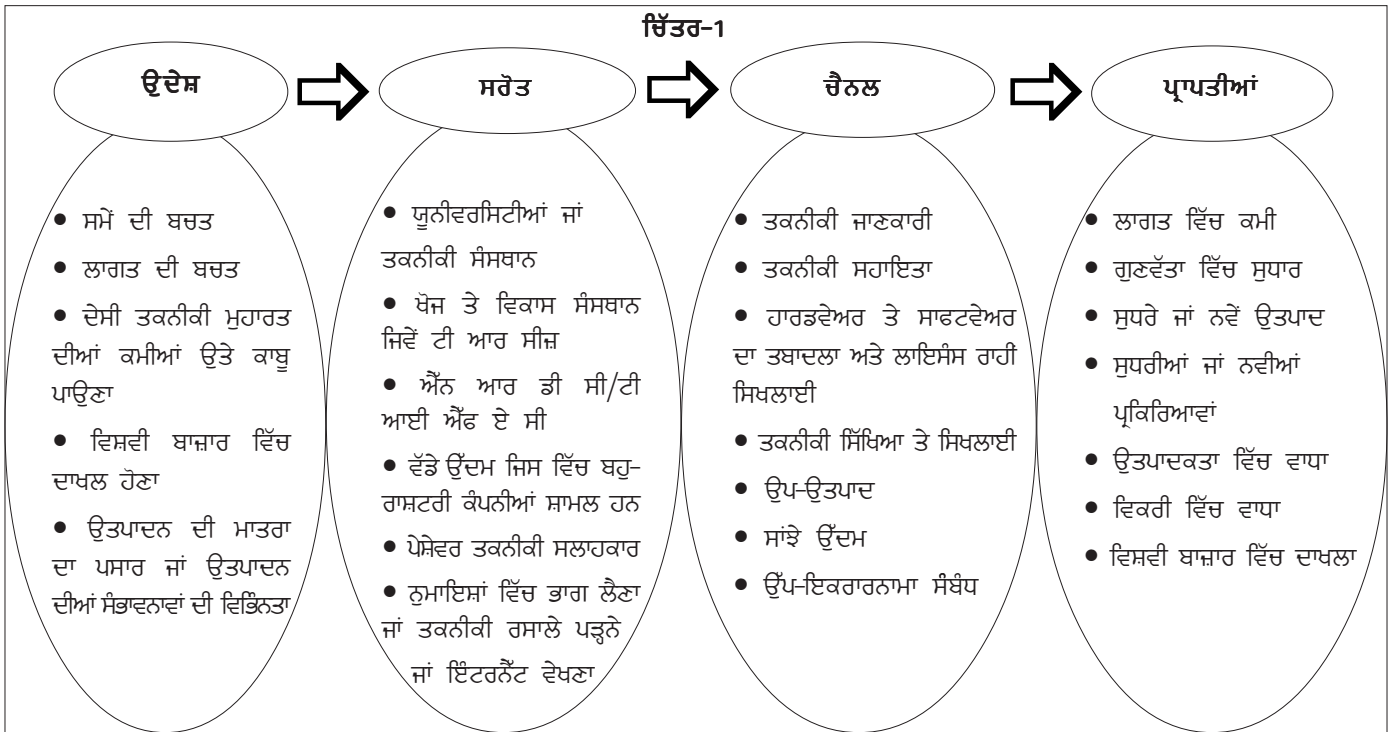 ਚਿੱਤਰ-1
ਉਦੇਸ਼
ਸਰੋਤ
ਚੈਨਲ
ਪ੍ਰਾਪਤੀਆਂ
• ਸਮੇਂ ਦੀ ਬਚਤ
• ਲਾਗਤ ਦੀ ਬਚਤ
• ਦੇਸੀ ਤਕਨੀਕੀ ਮੁਹਾਰਤ
ਦੀਆਂ ਕਮੀਆਂ ਉਤੇ ਕਾਬੂ
ਪਾਉਣਾ
• ਵਿਸ਼ਵੀ ਬਾਜ਼ਾਰ ਵਿੱਚ
ਦਾਖਲ ਹੋਣਾ
• ਉਤਪਾਦਨ ਦੀ ਮਾਤਰਾ
ਦਾ ਪਸਾਰ ਜਾਂ ਉਤਪਾਦਨ
ਦੀਆਂ ਸੰਭਾਵਨਾਵਾਂ ਦੀ ਵਿਭਿੰਨਤਾ
• ਯੂਨੀਵਰਸਿਟੀਆਂ ਜਾਂ
ਤਕਨੀਕੀ ਸੰਸਥਾਨ
• ਖੋਜ ਤੇ ਵਿਕਾਸ ਸੰਸਥਾਨ
ਜਿਵੇਂ ਟੀ ਆਰ ਸੀਜ਼
• ਐੱਨ ਆਰ ਡੀ ਸੀ/ਟੀ
ਆਈ ਐੱਫ ਏ ਸੀ
• ਵੱਡੇ ਉੱਦਮ ਜਿਸ ਵਿੱਚ ਬਹੁ-
ਰਾਸ਼ਟਰੀ ਕੰਪਨੀਆਂ ਸ਼ਾਮਲ ਹਨ
• ਪੇਸ਼ੇਵਰ ਤਕਨੀਕੀ ਸਲਾਹਕਾਰ
• ਨੁਮਾਇਸ਼ਾਂ ਵਿੱਚ ਭਾਗ ਲੈਣਾ
ਜਾਂ ਤਕਨੀਕੀ ਰਸਾਲੇ ਪੜ੍ਹਨੇ
ਜਾਂ ਇੰਟਰਨੈੱਟ ਵੇਖਣਾ
• ਤਕਨੀਕੀ ਜਾਣਕਾਰੀ
• ਤਕਨੀਕੀ ਸਹਾਇਤਾ
• ਹਾਰਡਵੇਅਰ ਤੇ ਸਾਫਟਵੇਅਰ
ਦਾ ਤਬਾਦਲਾ ਅਤੇ ਲਾਇਸੰਸ ਰਾਹੀਂ
ਸਿਖਲਾਈ
• ਤਕਨੀਕੀ ਸਿੱਖਿਆ ਤੇ ਸਿਖਲਾਈ
• ਉਪ-ਉਤਪਾਦ
• ਸਾਂਝੇ ਉੱਦਮ
• ਉੱਪ-ਇਕਰਾਰਨਾਮਾ ਸੰਬੰਧ
• ਲਾਗਤ ਵਿੱਚ ਕਮੀ
• ਗੁਣਵੱਤਾ ਵਿੱਚ ਸੁਧਾਰ
• ਸੁਧਰੇ ਜਾਂ ਨਵੇਂ ਉਤਪਾਦ
• ਸੁਧਰੀਆਂ ਜਾਂ ਨਵੀਆਂ
ਪ੍ਰਕਿਰਿਆਵਾਂ
• ਉਤਪਾਦਕਤਾ ਵਿੱਚ ਵਾਧਾ
• ਵਿਕਰੀ ਵਿੱਚ ਵਾਧਾ
• ਵਿਸ਼ਵੀ ਬਾਜ਼ਾਰ ਵਿੱਚ ਦਾਖਲਾ